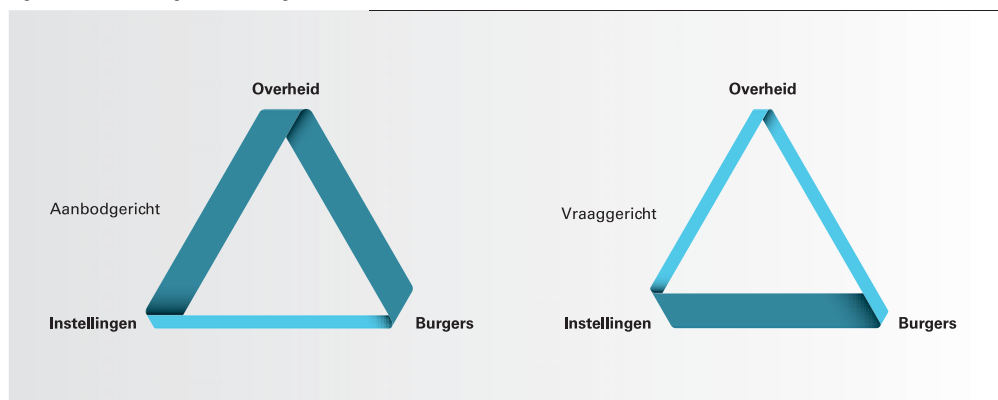 Overheid
Aanbodgericht
Instellingen
Burgers
Overheid
Vraaggericht
Instellingen
Burgers